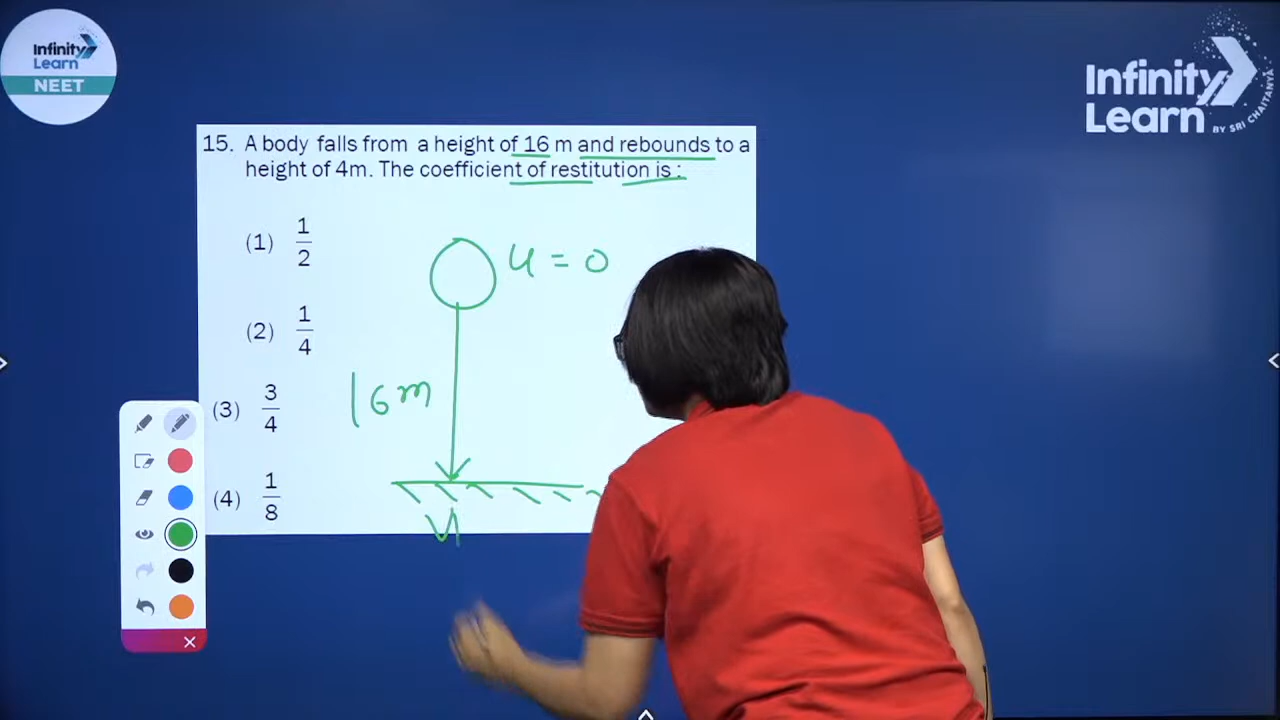 Infinity
Learn
NEET
Infinity
Learn
BY SRI CHAITANYA
15. A body falls from a height of 16 m and rebounds to a
height of 4m. The coefficient of restitution is :
(1) 1/2
(2) 1/4
(3) 3/4
(4) 1/8
u = 0
16m